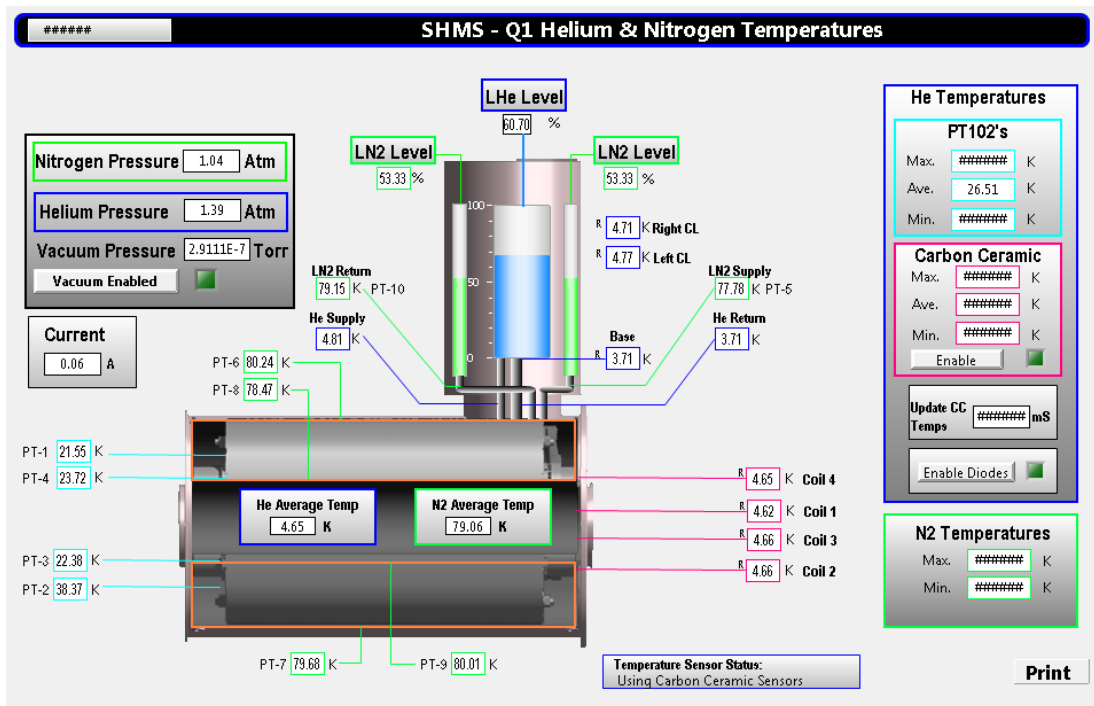 ######
SHMS - Q1 Helium & Nitrogen Temperatures
LHe Level
60.70 %
LN2 Level
53.33 %
LN2 Level
53.33 %
100
50
0
Nitrogen Pressure 1.04 Atm
Helium Pressure 1.39 Atm
Vacuum Pressure 2.9111E-7 Torr
Vacuum Enabled
Current
0.06 A
R 4.71 K Right CL
R 4.77 K Left CL
LN2 Return
79.15 K PT-10
LN2 Supply
77.78 K PT-5
He Supply
4.81 K
He Return
3.71 K
Base
R 3.71 K
PT-6 80.24 K
PT-8 78.47 K
PT-1 21.55 K
PT-4 23.72 K
He Average Temp
4.65 K
N2 Average Temp
79.06 K
PT-3 22.38 K
PT-2 38.37 K
R 4.65 K Coil 4
R 4.62 K Coil 1
R 4.66 K Coil 3
R 4.66 K Coil 2
PT-7 79.68 K
PT-9 80.01 K
Temperature Sensor Status:
Using Carbon Ceramic Sensors
He Temperatures
PT102's
Max. ###### K
Ave. 26.51 K
Min. ###### K
Carbon Ceramic
Max. ###### K
Ave. ###### K
Min. ###### K
Enable
Update CC
Temps ###### mS
Enable Diodes
N2 Temperatures
Max. ###### K
Min. ###### K
Print